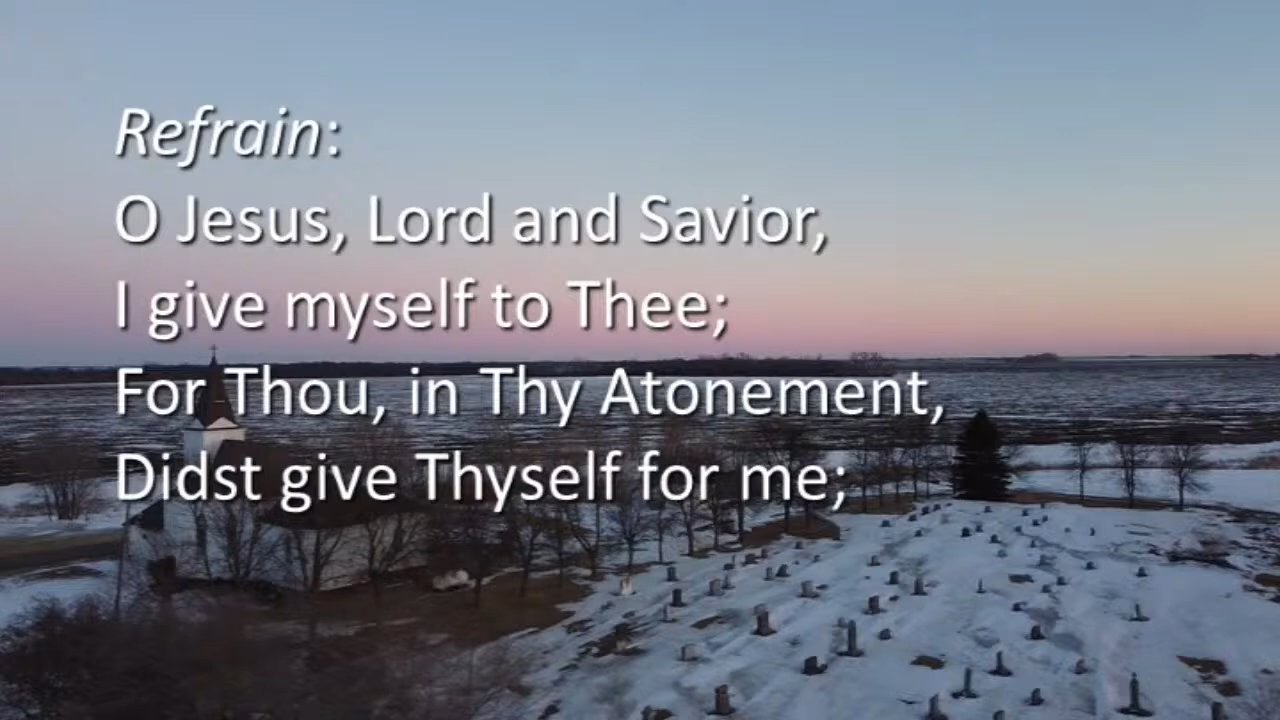 Refrain:
O Jesus, Lord and Savior,
I give myself to Thee;
For Thou, in Thy Atonement,
Didst give Thyself for me;